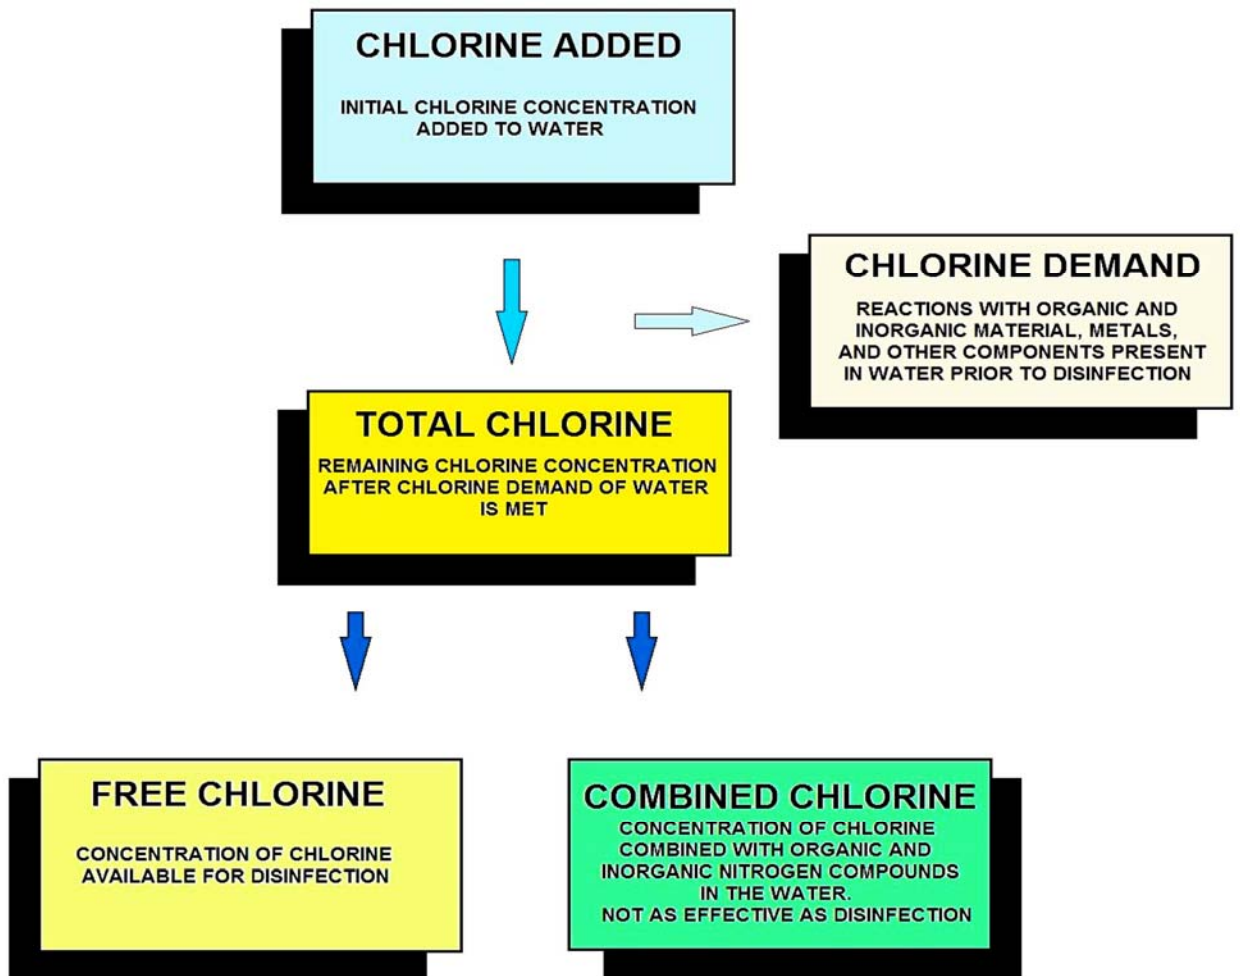 CHLORINE ADDED
INITIAL CHLORINE CONCENTRATION
ADDED TO WATER
CHLORINE DEMAND
REACTIONS WITH ORGANIC AND
INORGANIC MATERIAL, METALS,
AND OTHER COMPONENTS PRESENT
IN WATER PRIOR TO DISINFECTION
TOTAL CHLORINE
REMAINING CHLORINE CONCENTRATION
AFTER CHLORINE DEMAND OF WATER
IS MET
FREE CHLORINE
CONCENTRATION OF CHLORINE
AVAILABLE FOR DISINFECTION
COMBINED CHLORINE
CONCENTRATION OF CHLORINE
COMBINED WITH ORGANIC AND
INORGANIC NITROGEN COMPOUNDS
IN THE WATER.
NOT AS EFFECTIVE AS DISINFECTION